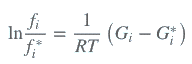 ln f_i / f_i^* = 1 / RT (G_i − G_i^*)